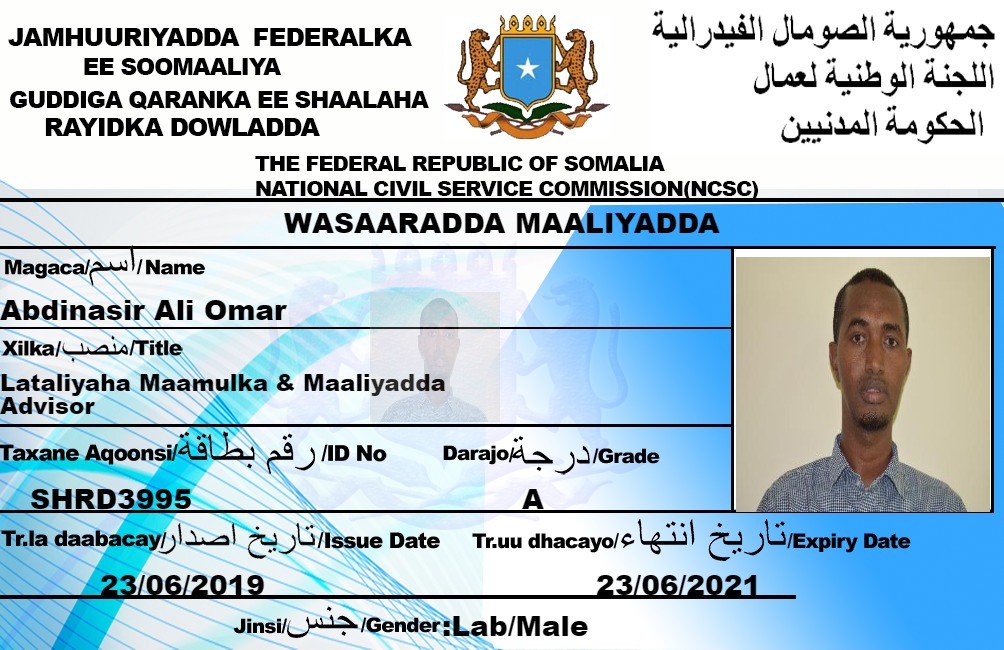 JAMHUURIYADDA FEDERALKA
EE SOOMAALIYA
GUDDIGA QARANKA EE SHAALAHA
RAYIDKA DOWLADDA
جمهورية الصومال الفيدرالية
اللجنة الوطنية لعمال
الحكومة المدنيين
THE FEDERAL REPUBLIC OF SOMALIA
NATIONAL CIVIL SERVICE COMMISSION(NCSC)
WASAARADDA MAALIYADDA
Magaca/اسم/Name
Abdinasir Ali Omar
Xilka/منصب/Title
Lataliyaha Maamulka & Maaliyadda
Advisor
Taxane Aqoonsi/رقم بطاقة/ID No
Darajo/درجة/Grade
SHRD3995
A
Tr.la daabacay/تاريخ اصدار/Issue Date
Tr.uu dhacayo/تاريخ انتهاء/Expiry Date
23/06/2019
23/06/2021
Jinsi/جنس/Gender:Lab/Male